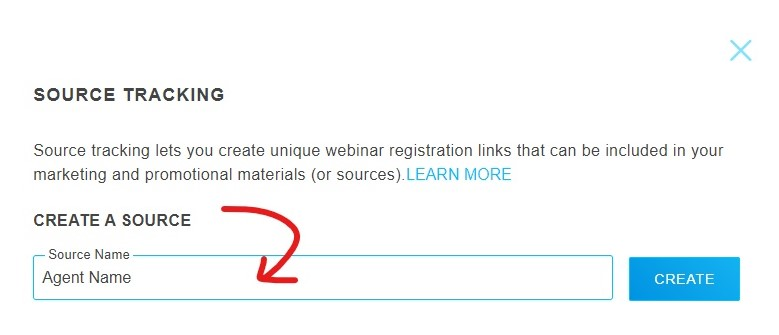 SOURCE TRACKING
Source tracking lets you create unique webinar registration links that can be included in your
marketing and promotional materials (or sources).LEARN MORE
CREATE A SOURCE
Source Name
Agent Name
CREATE